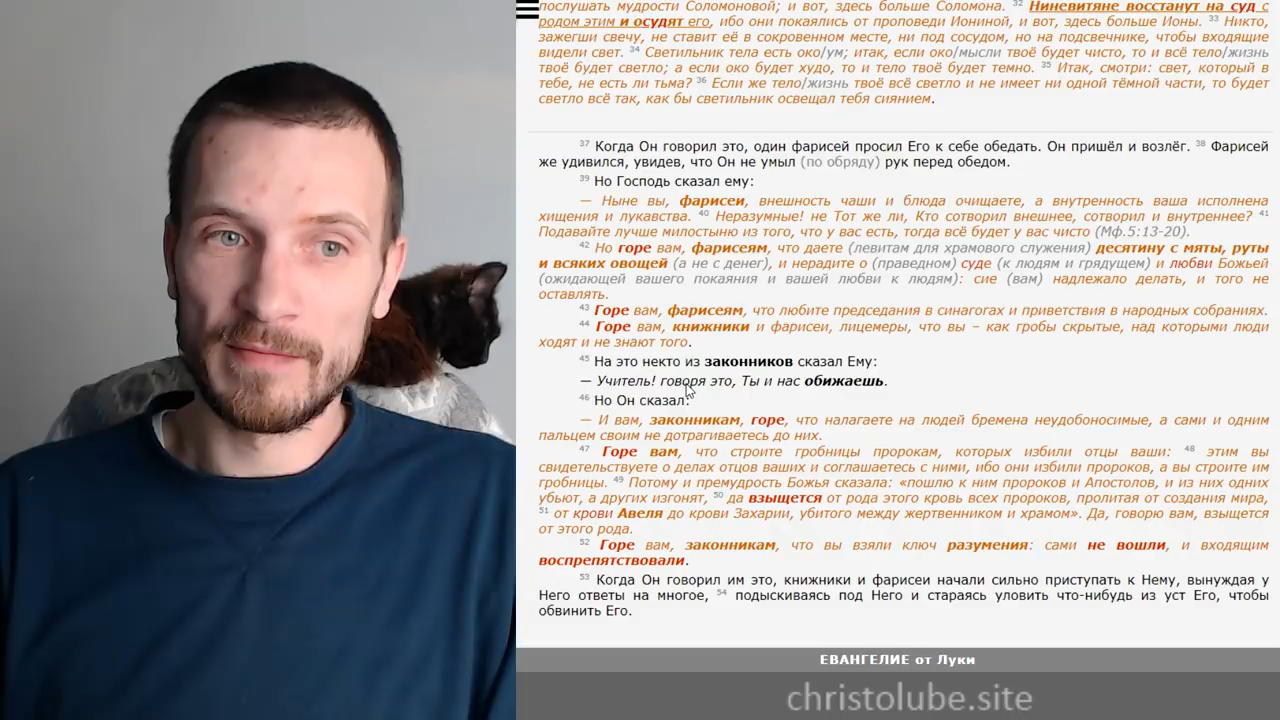 послушать мудрости Соломоновой; и вот, здесь больше Соломона. 32 Ниневитяне восстанут на суд с
родом этим и осудят его, ибо они покаялись от проповеди Иониной, и вот, здесь больше Ионы. 33 Никто,
зажегши свечу, не ставит её в сокровенном месте, ни под сосудом, но на подсвечнике, чтобы входящие
видели свет. 34 Светильник тела есть око/ум; итак, если око/мысли твоё будет чисто, то и всё тело/жизнь
твоё будет светло; а если око будет худо, то и тело твоё будет темно. 35 Итак, смотри: свет, который в
тебе, не есть ли тьма? 36 Если же тело/жизнь твоё всё светло и не имеет ни одной тёмной части, то будет
светло всё так, как бы светильник освещал тебя сиянием.
37 Когда Он говорил это, один фарисей просил Его к себе обедать. Он пришёл и возлёг. 38 Фарисей
же удивился, увидев, что Он не умыл (по обряду) рук перед обедом.
39 Но Господь сказал ему:
— Ныне вы, фарисеи, внешность чаши и блюда очищаете, а внутренность ваша исполнена
хищения и лукавства. 40 Неразумные! не Тот же ли, Кто сотворил внешнее, сотворил и внутреннее? 41
Подавайте лучше милостыню из того, что у вас есть, тогда всё будет у вас чисто (Мф.5:13-20).
42 Но горе вам, фарисеям, что даете (левитам для храмового служения) десятину с мяты, руты
и всяких овощей (а не с денег), и нерадите о (праведном) суде (к людям и грядущем) и любви Божьей
(ожидающей вашего покаяния и вашей любви к людям): сие (вам) надлежало делать, и того не
оставлять.
43 Горе вам, фарисеям, что любите председания в синагогах и приветствия в народных собраниях.
44 Горе вам, книжники и фарисеи, лицемеры, что вы – как гробы скрытые, над которыми люди
ходят и не знают того.
45 На это некто из законников сказал Ему:
— Учитель! говоря это, Ты и нас обижаешь.
46 Но Он сказал:
— И вам, законникам, горе, что налагаете на людей бремена неудобоносимые, а сами и одним
пальцем своим не дотрагиваетесь до них.
47 Горе вам, что строите гробницы пророкам, которых избили отцы ваши: 48 этим вы
свидетельствуете о делах отцов ваших и соглашаетесь с ними, ибо они избили пророков, а вы строите им
гробницы. 49 Потому и премудрость Божья сказала: «пошлю к ним пророков и Апостолов, и из них одних
убьют, а других изгонят, 50 да взыщется от рода этого кровь всех пророков, пролитая от создания мира,
51 от крови Авеля до крови Захарии, убитого между жертвенником и храмом». Да, говорю вам, взыщется
от этого рода.
52 Горе вам, законникам, что вы взяли ключ разумения: сами не вошли, и входящим
воспрепятствовали.
53 Когда Он говорил им это, книжники и фарисеи начали сильно приступать к Нему, вынуждая у
Него ответы на многое, 54 подыскиваясь под Него и стараясь уловить что-нибудь из уст Его, чтобы
обвинить Его.
ЕВАНГЕЛИЕ от Луки
christolube.site